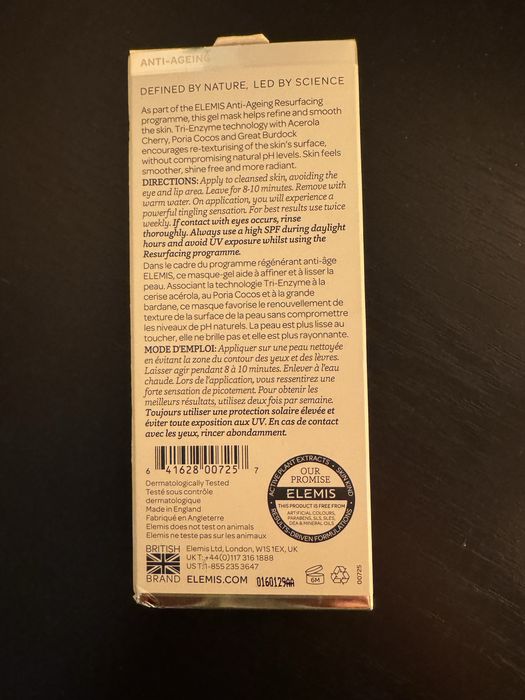 ANTI-AGEING
DEFINED BY NATURE, LED BY SCIENCE
As part of the ELEMIS Anti-Ageing Resurfacing
programme, this gel mask helps refine and smooth
the skin. Tri-Enzyme technology with Acerola
Cherry, Poria Cocos and Great Burdock
encourages re-texturising of the skin's surface,
without compromising natural pH levels. Skin feels
smoother, shine free and more radiant.
DIRECTIONS: Apply to cleansed skin, avoiding the
eye and lip area. Leave for 8-10 minutes. Remove with
warm water. On application, you will experience a
powerful tingling sensation. For best results use twice
weekly. If contact with eyes occurs, rinse
thoroughly. Always use a high SPF during daylight
hours and avoid UV exposure whilst using the
Resurfacing programme.
Dans le cadre du programme régénérant anti-âge
ELEMIS, ce masque-gel aide à affiner et à lisser la
peau. Associant la technologie Tri-Enzyme à la
cerise acérola, au Poria Cocos et à la grande
bardane, ce masque favorise le renouvellement de
texture de la surface de la peau sans compromettre
les niveaux de pH naturels. La peau est plus lisse au
toucher, elle ne brille pas et elle est plus rayonnante.
MODE D'EMPLOI: Appliquer sur une peau nettoyée
en évitant la zone du contour des yeux et des lèvres.
Laisser agir pendant 8 à 10 minutes. Enlever à l'eau
chaude. Lors de l'application, vous ressentirez une
forte sensation de picotement. Pour obtenir les
meilleurs résultats, utilisez deux fois par semaine.
Toujours utiliser une protection solaire élevée et
éviter toute exposition aux UV. En cas de contact
avec les yeux, rincer abondamment.
6 41628 00725 7
Dermatologically Tested
Testé sous contrôle
dermatologique
Made in England
Fabriqué en Angleterre
Elemis does not test on animals
Elemis ne teste pas sur les animaux
ACTIVE PLANT EXTRACTS • SKIN KIND • RESULTS-DRIVEN FORMULATIONS •
OUR
PROMISE
ELEMIS
THIS PRODUCT IS FREE FROM
ARTIFICIAL COLOURS,
PARABENS, SLS, SLES,
DEA & MINERAL OILS
BRITISH
BRAND
Elemis Ltd, London, W1S 1EX, UK
UK T: +44(0)117 316 1888
US T: 1-855 235 3647
ELEMIS.COM
0160129AA
6M
00725